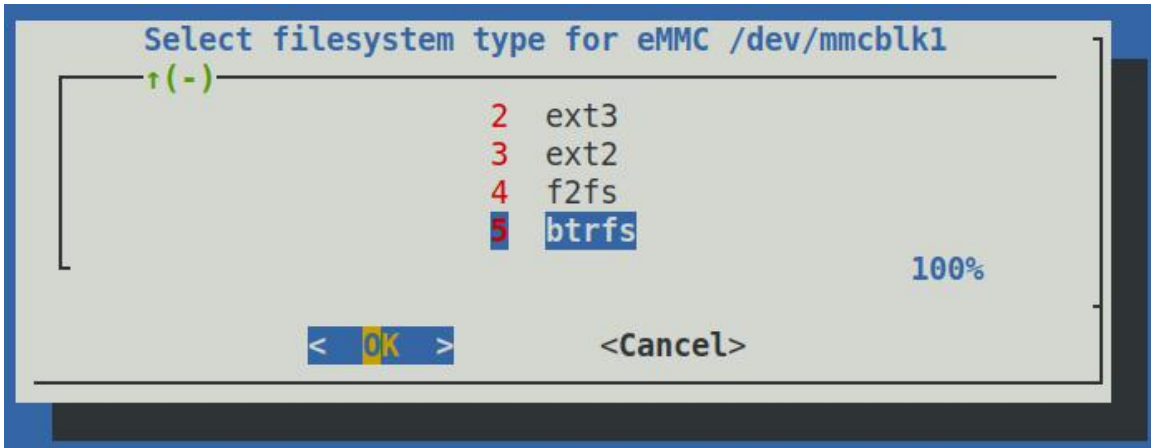 Select filesystem type for eMMC /dev/mmcblk1
↑(-)
2 ext3
3 ext2
4 f2fs
5 btrfs
100%
< OK > <Cancel>